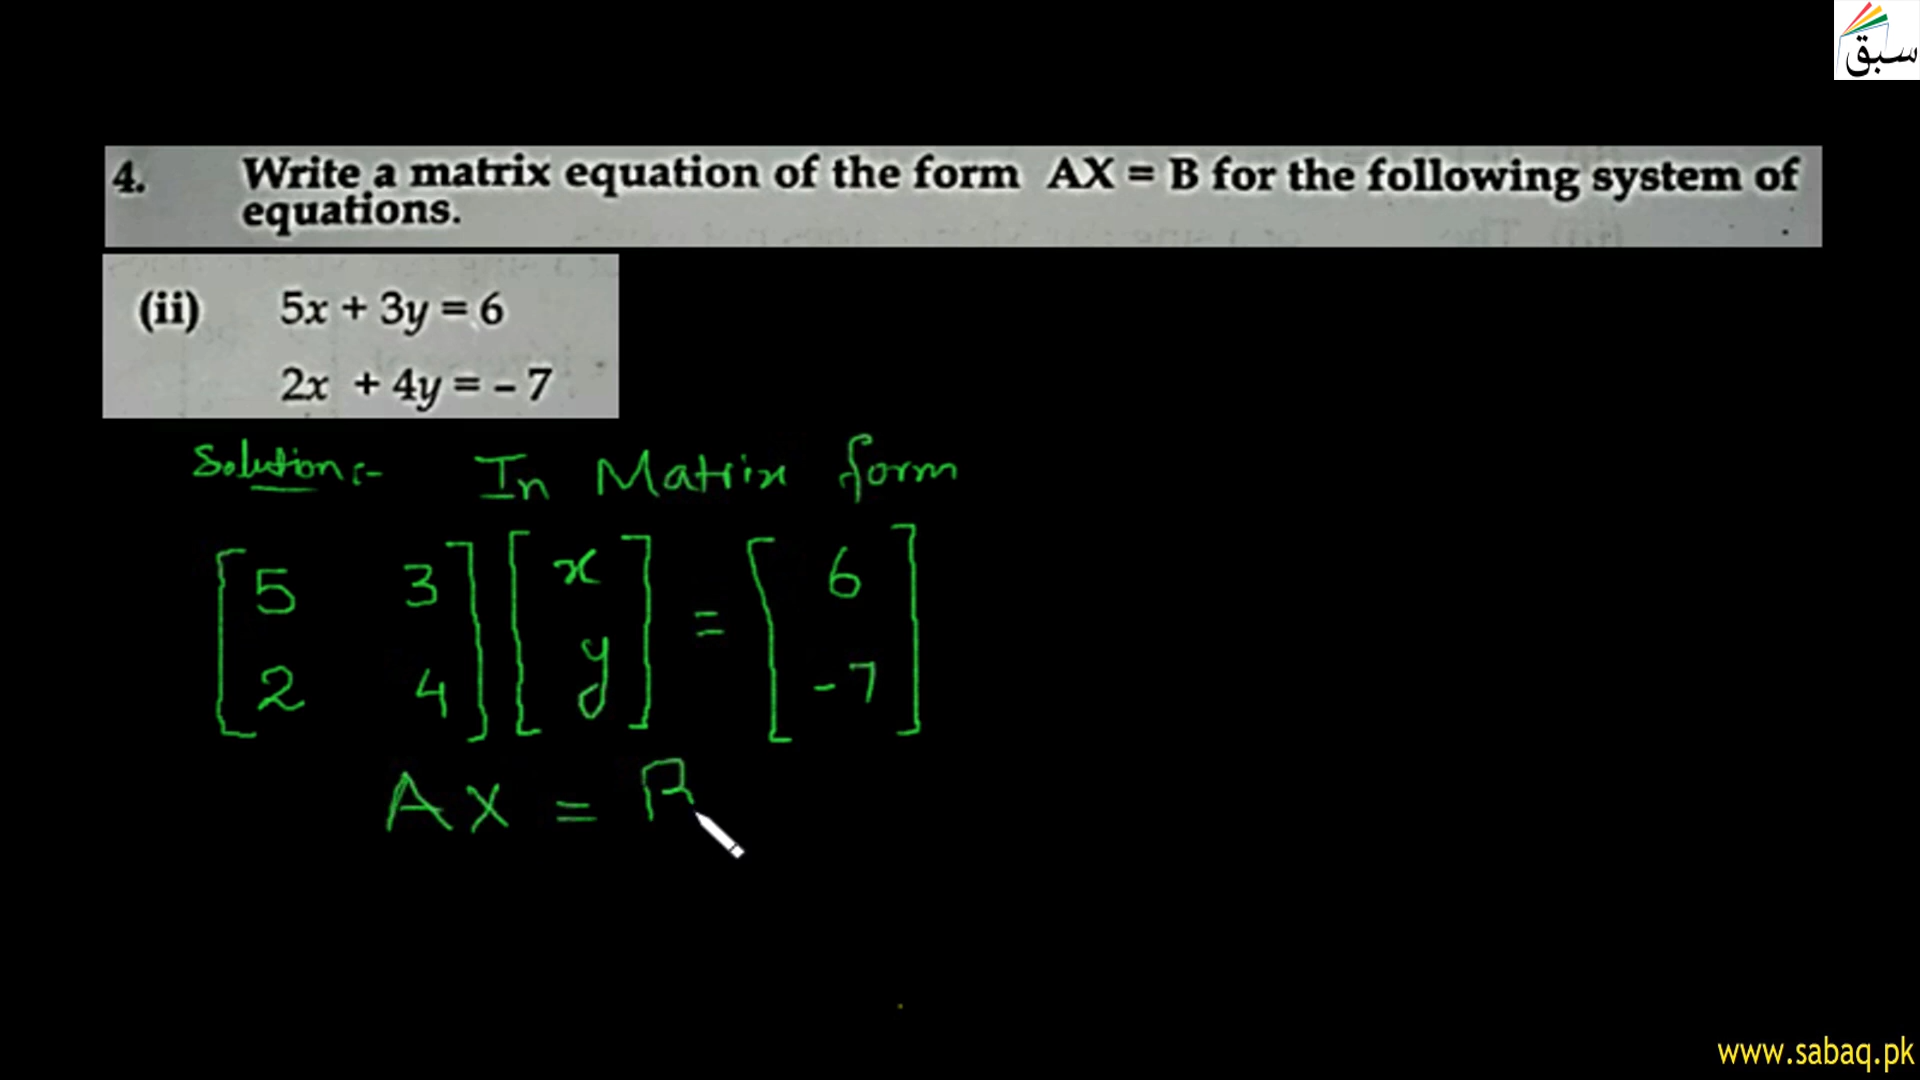 سبق
4. Write a matrix equation of the form AX = B for the following system of
equations.
(ii) 5x + 3y = 6
2x + 4y = – 7
Solution:- In Matrix form
[5 3] [x] = [6]
[2 4] [y] [-7]
AX = B
www.sabaq.pk